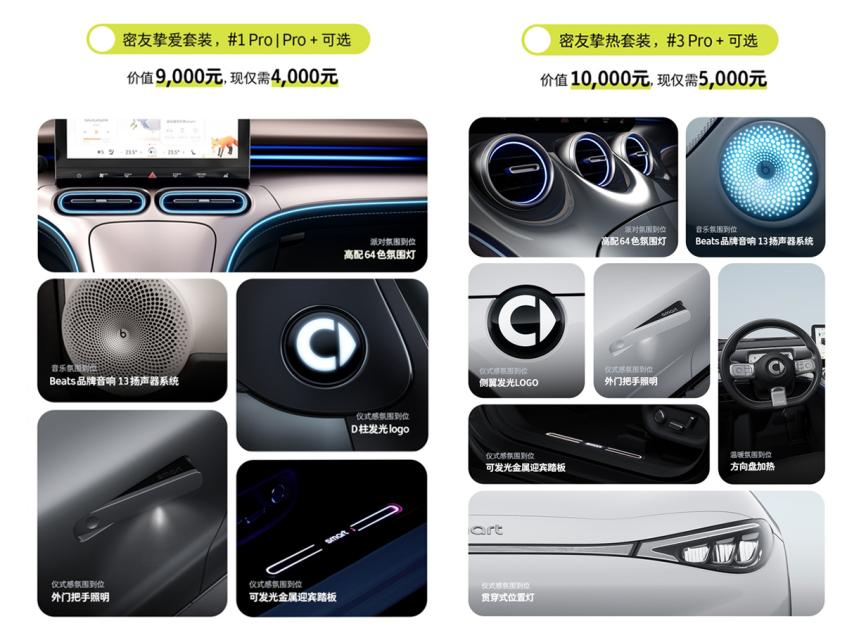 密友挚爱套装，#1 Pro | Pro + 可选
价值9,000元, 现仅需4,000元
派对氛围到位
高配64色氛围灯
音乐氛围到位
Beats品牌音响 13扬声器系统
仪式感氛围到位
D柱发光logo
仪式感氛围到位
外门把手照明
smart
仪式感氛围到位
可发光金属迎宾踏板
密友挚热套装，#3 Pro + 可选
价值 10,000元, 现仅需5,000元
派对氛围到位
高配64色氛围灯
音乐氛围到位
Beats品牌音响 13扬声器系统
仪式感氛围到位
侧翼发光LOGO
smart
仪式感氛围到位
外门把手照明
仪式感氛围到位
可发光金属迎宾踏板
温暖氛围到位
方向盘加热
art
仪式感氛围到位
贯穿式位置灯